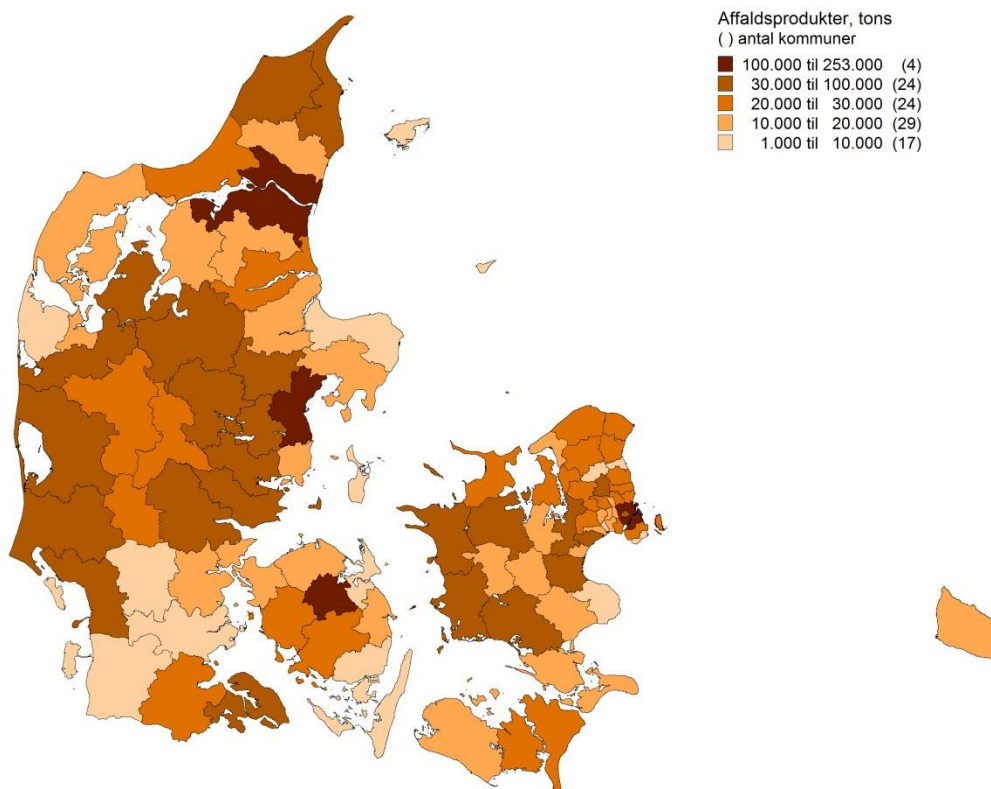 Affaldsprodukter, tons
( ) antal kommuner
100.000 til 253.000 (4)
30.000 til 100.000 (24)
20.000 til 30.000 (24)
10.000 til 20.000 (29)
1.000 til 10.000 (17)